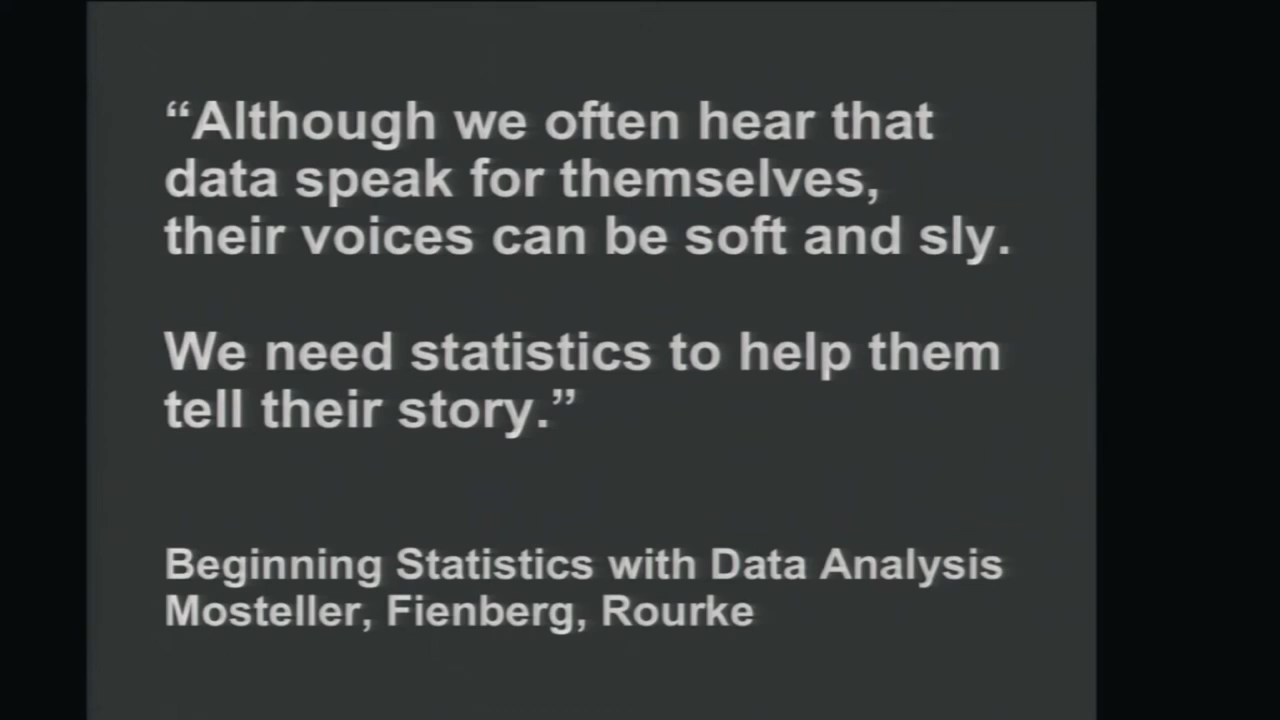 “Although we often hear that
data speak for themselves,
their voices can be soft and sly.
We need statistics to help them
tell their story.”
Beginning Statistics with Data Analysis
Mosteller, Fienberg, Rourke